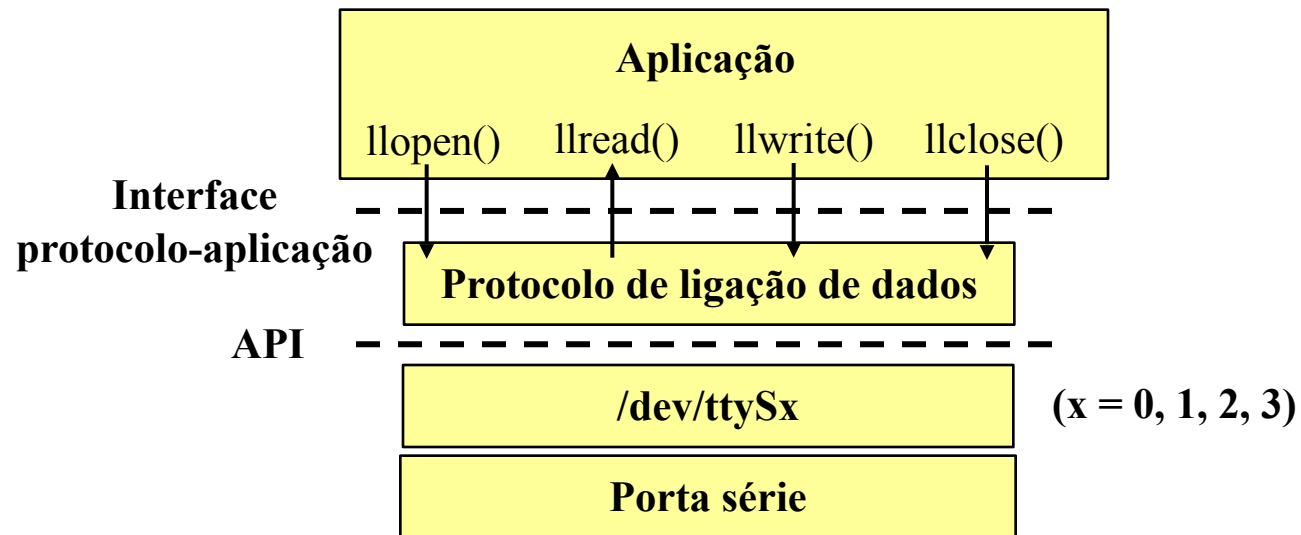 Aplicação
llopen() llread() llwrite() llclose()
Interface
protocolo-aplicação
Protocolo de ligação de dados
API
/dev/ttySx (x = 0, 1, 2, 3)
Porta série